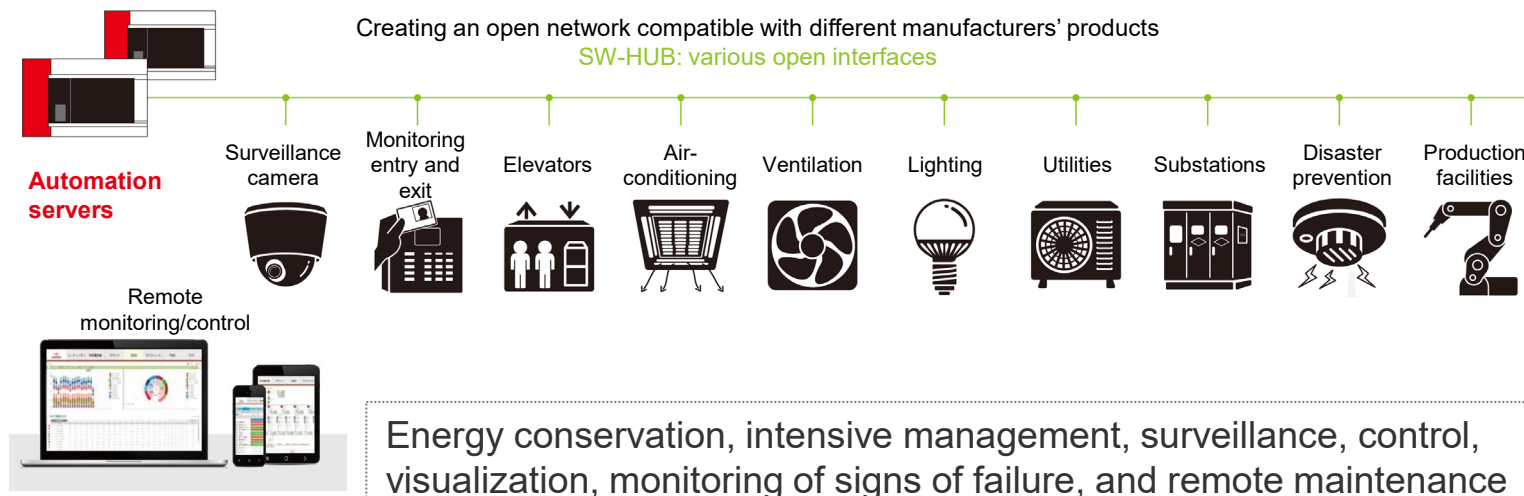 Creating an open network compatible with different manufacturers’ products
SW-HUB: various open interfaces
Automation
servers
Surveillance
camera
Monitoring
entry and
exit
Elevators
Air-
conditioning
Ventilation
Lighting
Utilities
Substations
Disaster
prevention
Production
facilities
Remote
monitoring/control
Energy conservation, intensive management, surveillance, control,
visualization, monitoring of signs of failure, and remote maintenance